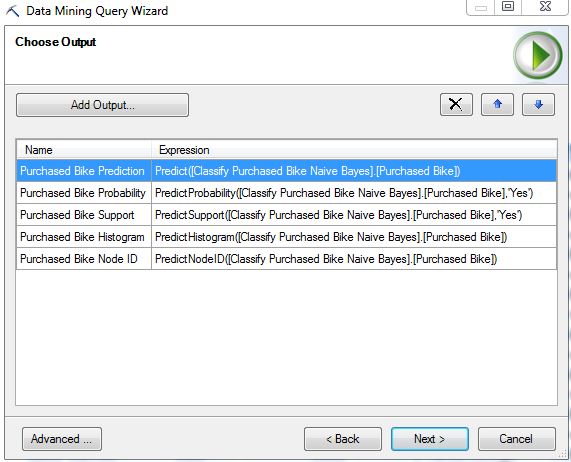 Data Mining Query Wizard
Choose Output
Add Output...
Name Expression
Purchased Bike Prediction Predict([Classify Purchased Bike Naive Bayes].[Purchased Bike])
Purchased Bike Probability PredictProbability([Classify Purchased Bike Naive Bayes].[Purchased Bike],'Yes')
Purchased Bike Support PredictSupport([Classify Purchased Bike Naive Bayes].[Purchased Bike],'Yes')
Purchased Bike Histogram PredictHistogram([Classify Purchased Bike Naive Bayes].[Purchased Bike])
Purchased Bike Node ID PredictNodeID([Classify Purchased Bike Naive Bayes].[Purchased Bike])
Advanced ... < Back Next > Cancel